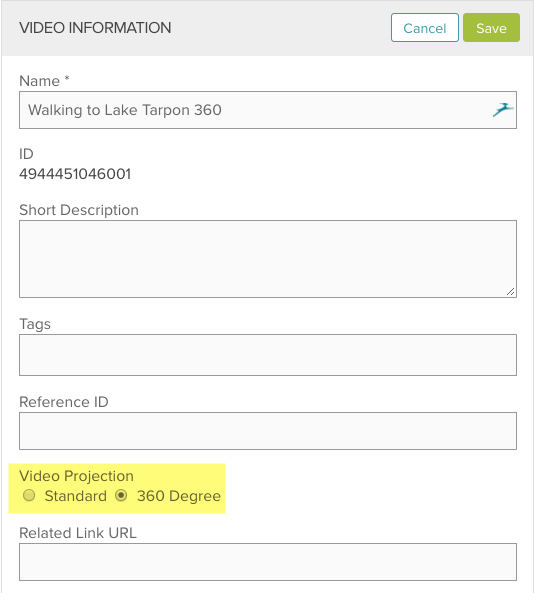 VIDEO INFORMATION Cancel Save
Name *
Walking to Lake Tarpon 360
ID
4944451046001
Short Description
Tags
Reference ID
Video Projection
Standard 360 Degree
Related Link URL